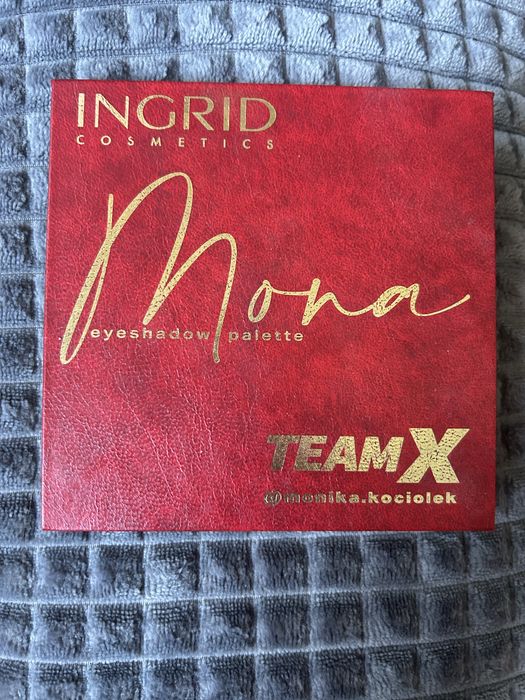 INGRID
COSMETICS
Mona
eyeshadow palette
TEAM X
@monika.kociolek